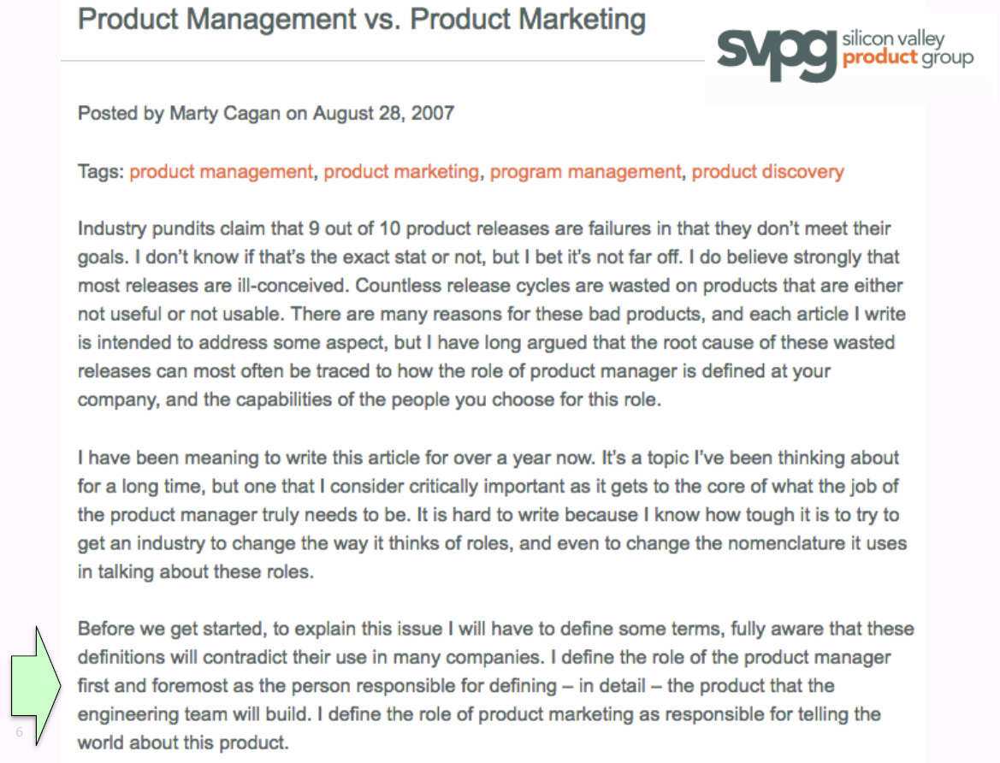 Product Management vs. Product Marketing
svpg silicon valley
product group
Posted by Marty Cagan on August 28, 2007
Tags: product management, product marketing, program management, product discovery
Industry pundits claim that 9 out of 10 product releases are failures in that they don’t meet their
goals. I don’t know if that’s the exact stat or not, but I bet it’s not far off. I do believe strongly that
most releases are ill-conceived. Countless release cycles are wasted on products that are either
not useful or not usable. There are many reasons for these bad products, and each article I write
is intended to address some aspect, but I have long argued that the root cause of these wasted
releases can most often be traced to how the role of product manager is defined at your
company, and the capabilities of the people you choose for this role.
I have been meaning to write this article for over a year now. It’s a topic I’ve been thinking about
for a long time, but one that I consider critically important as it gets to the core of what the job of
the product manager truly needs to be. It is hard to write because I know how tough it is to try to
get an industry to change the way it thinks of roles, and even to change the nomenclature it uses
in talking about these roles.
Before we get started, to explain this issue I will have to define some terms, fully aware that these
definitions will contradict their use in many companies. I define the role of the product manager
first and foremost as the person responsible for defining – in detail – the product that the
engineering team will build. I define the role of product marketing as responsible for telling the
world about this product.
6